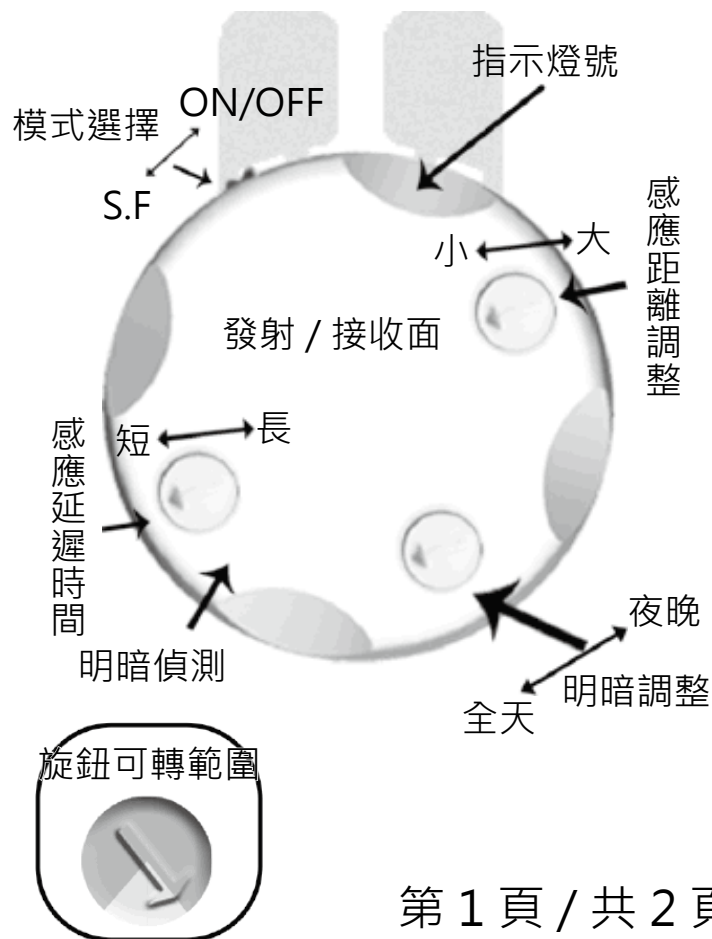 指示燈號
ON/OFF
模式選擇
S.F
感應距離調整
小
大
發射 / 接收面
短
長
感應延遲時間
夜晚
明暗偵測
明暗調整
全天
旋鈕可轉範圍
第 1 頁 / 共 2 頁